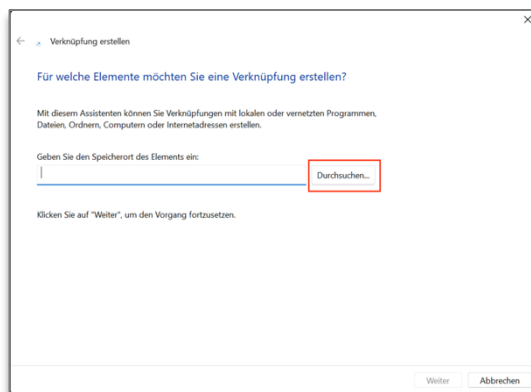 Verknüpfung erstellen
Für welche Elemente möchten Sie eine Verknüpfung erstellen?
Mit diesem Assistenten können Sie Verknüpfungen mit lokalen oder vernetzten Programmen,
Dateien, Ordnern, Computern oder Internetadressen erstellen.
Geben Sie den Speicherort des Elements ein:
Durchsuchen...
Klicken Sie auf "Weiter", um den Vorgang fortzusetzen.
Weiter Abbrechen